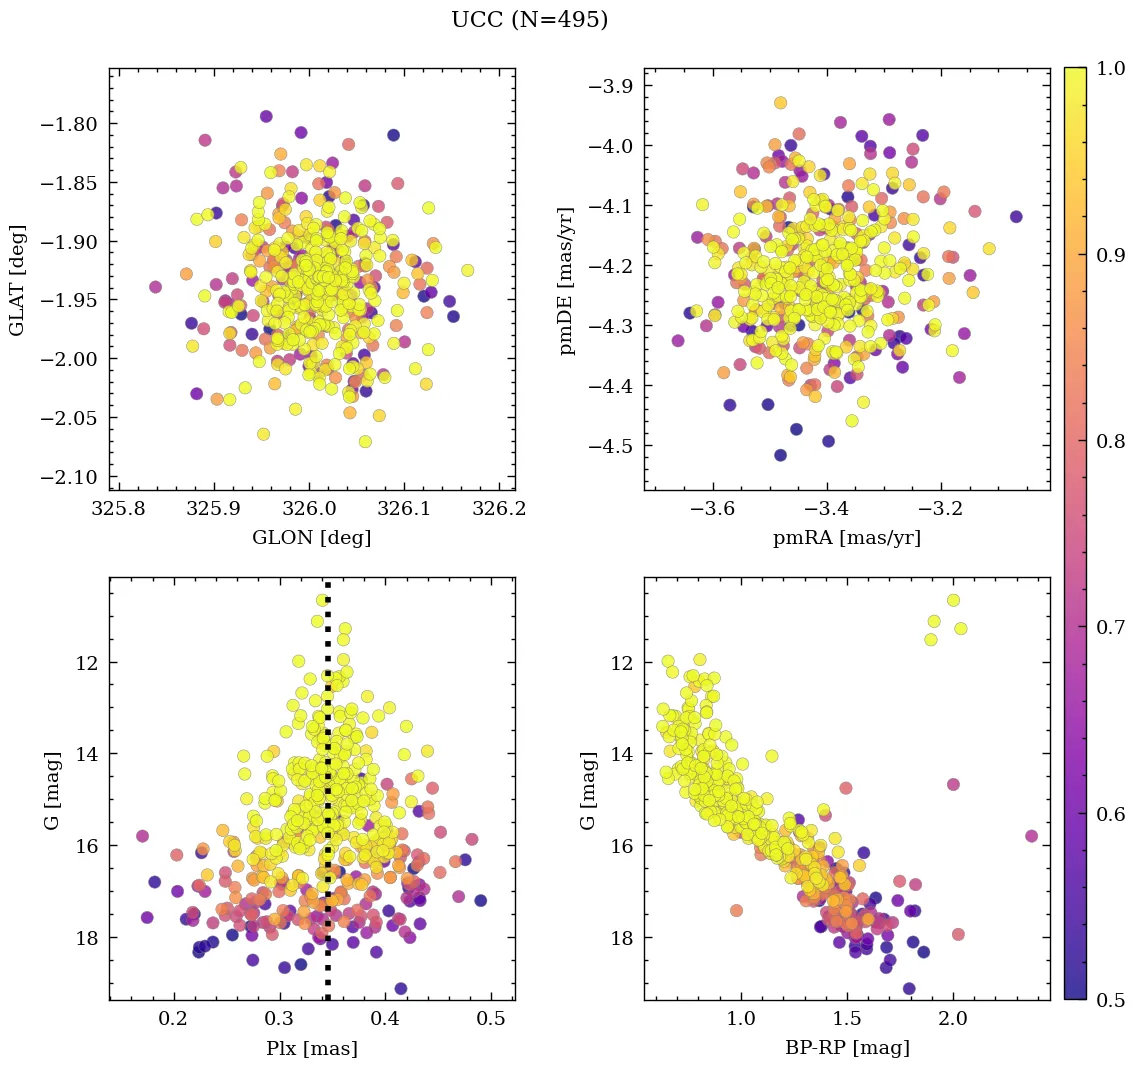 UCC (N=495)
−1.80
−1.85
−1.90
−1.95
−2.00
−2.05
−2.10
GLAT [deg]
325.8 325.9 326.0 326.1 326.2
GLON [deg]
−3.9
−4.0
−4.1
−4.2
−4.3
−4.4
−4.5
pmDE [mas/yr]
−3.6 −3.4 −3.2
pmRA [mas/yr]
12
14
16
18
G [mag]
0.2 0.3 0.4 0.5
Plx [mas]
12
14
16
18
G [mag]
1.0 1.5 2.0
BP-RP [mag]
1.0
0.9
0.8
0.7
0.6
0.5